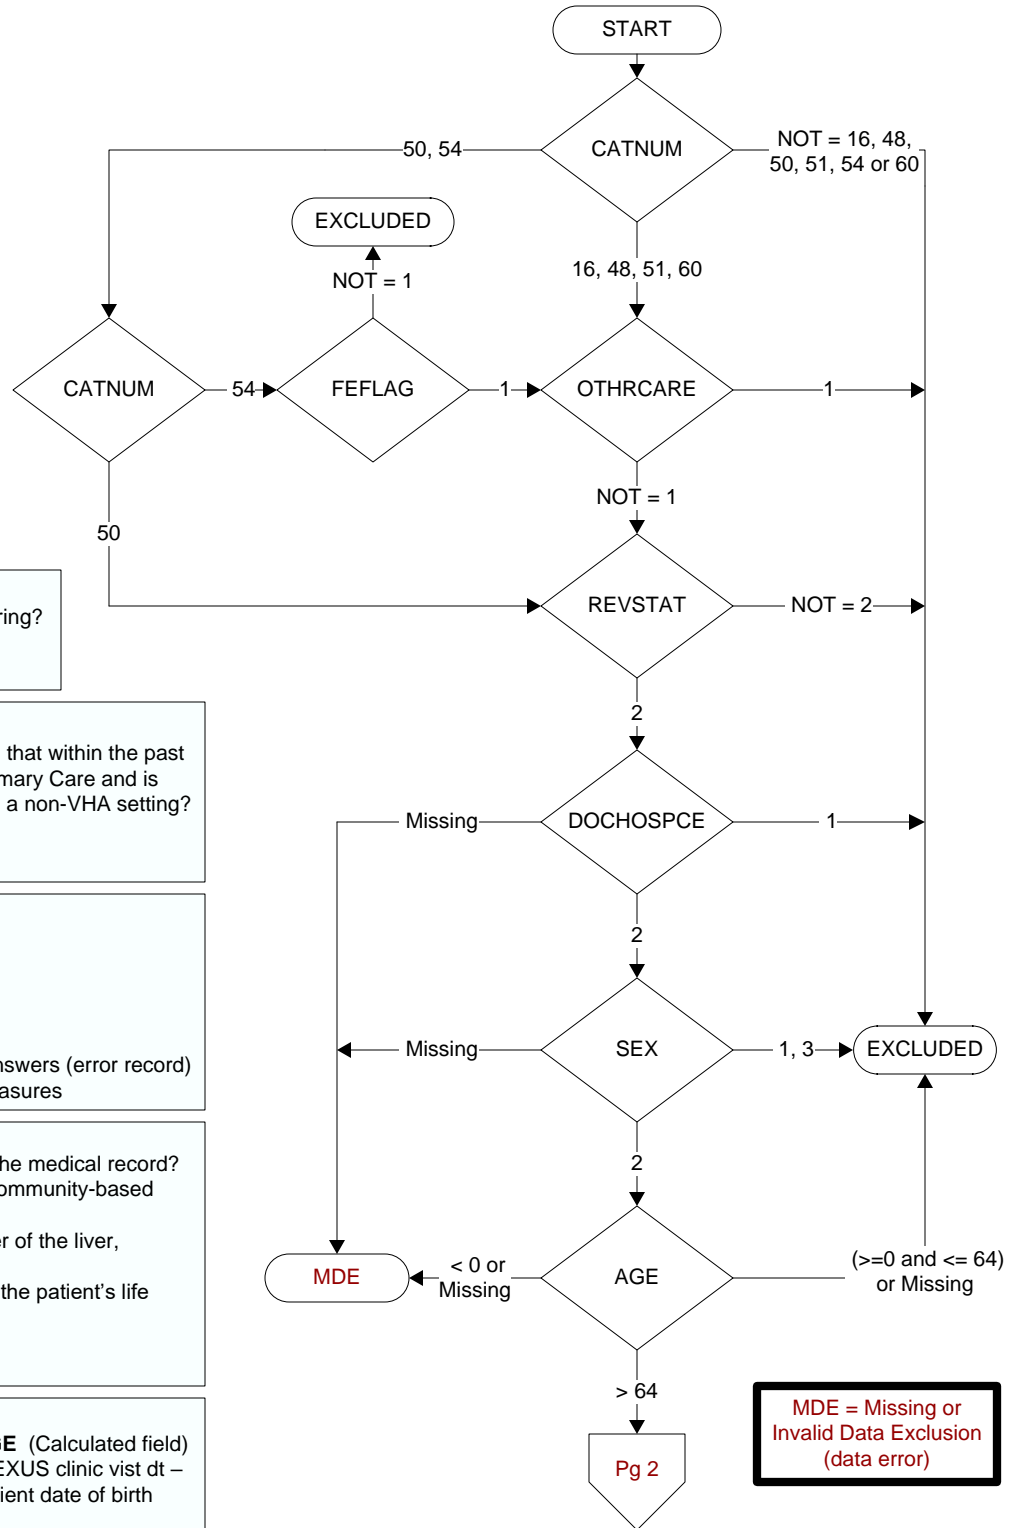 START
CATNUM
50, 54
NOT = 16, 48,
50, 51, 54 or 60
EXCLUDED
16, 48, 51, 60
NOT = 1
CATNUM
54
FEFLAG
1
OTHRCARE
1
NOT = 1
50
REVSTAT
NOT = 2
2
DOCHOSPCE
Missing
1
2
SEX
Missing
1, 3
EXCLUDED
2
AGE
< 0 or
Missing
MDE
(>=0 and <= 64)
or Missing
> 64
Pg 2
MDE = Missing or
Invalid Data Exclusion
(data error)
ring?
that within the past
mary Care and is
a non-VHA setting?
nswers (error record)
asures
he medical record?
ommunity-based
er of the liver,
the patient's life
GE (Calculated field)
EXUS clinic vist dt –
ient date of birth